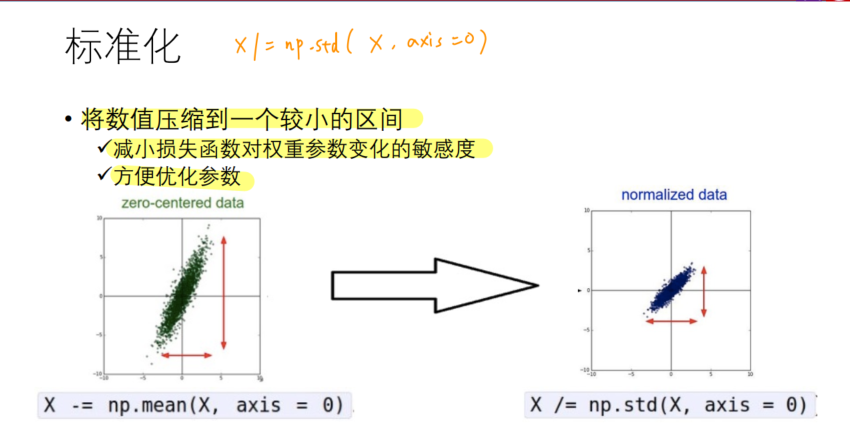 标准化
X /= np.std( X, axis=0)
• 将数值压缩到一个较小的区间
✓减小损失函数对权重参数变化的敏感度
✓方便优化参数
zero-centered data
10
5
0
-5
-10
-10 -5 0 5 10
normalized data
10
5
0
-5
-10
-10 -5 0 5 10
X -= np.mean(X, axis = 0)
X /= np.std(X, axis = 0)